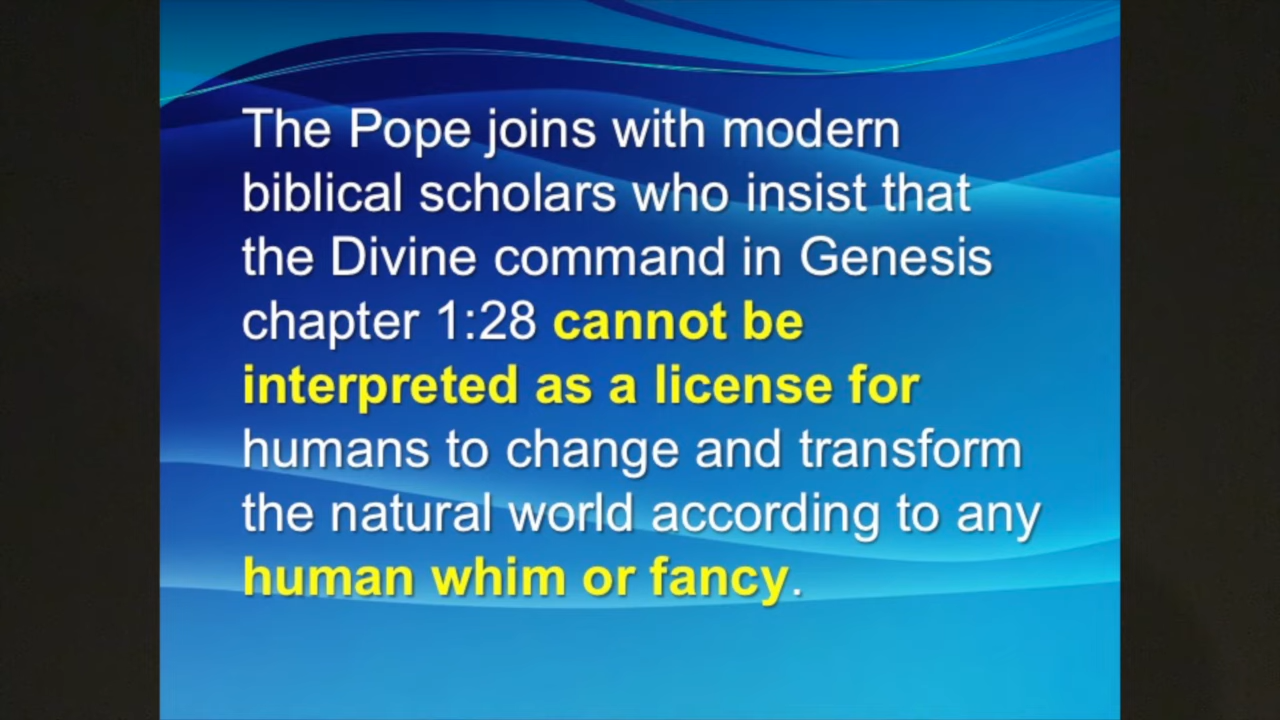 The Pope joins with modern
biblical scholars who insist that
the Divine command in Genesis
chapter 1:28 cannot be
interpreted as a license for
humans to change and transform
the natural world according to any
human whim or fancy.